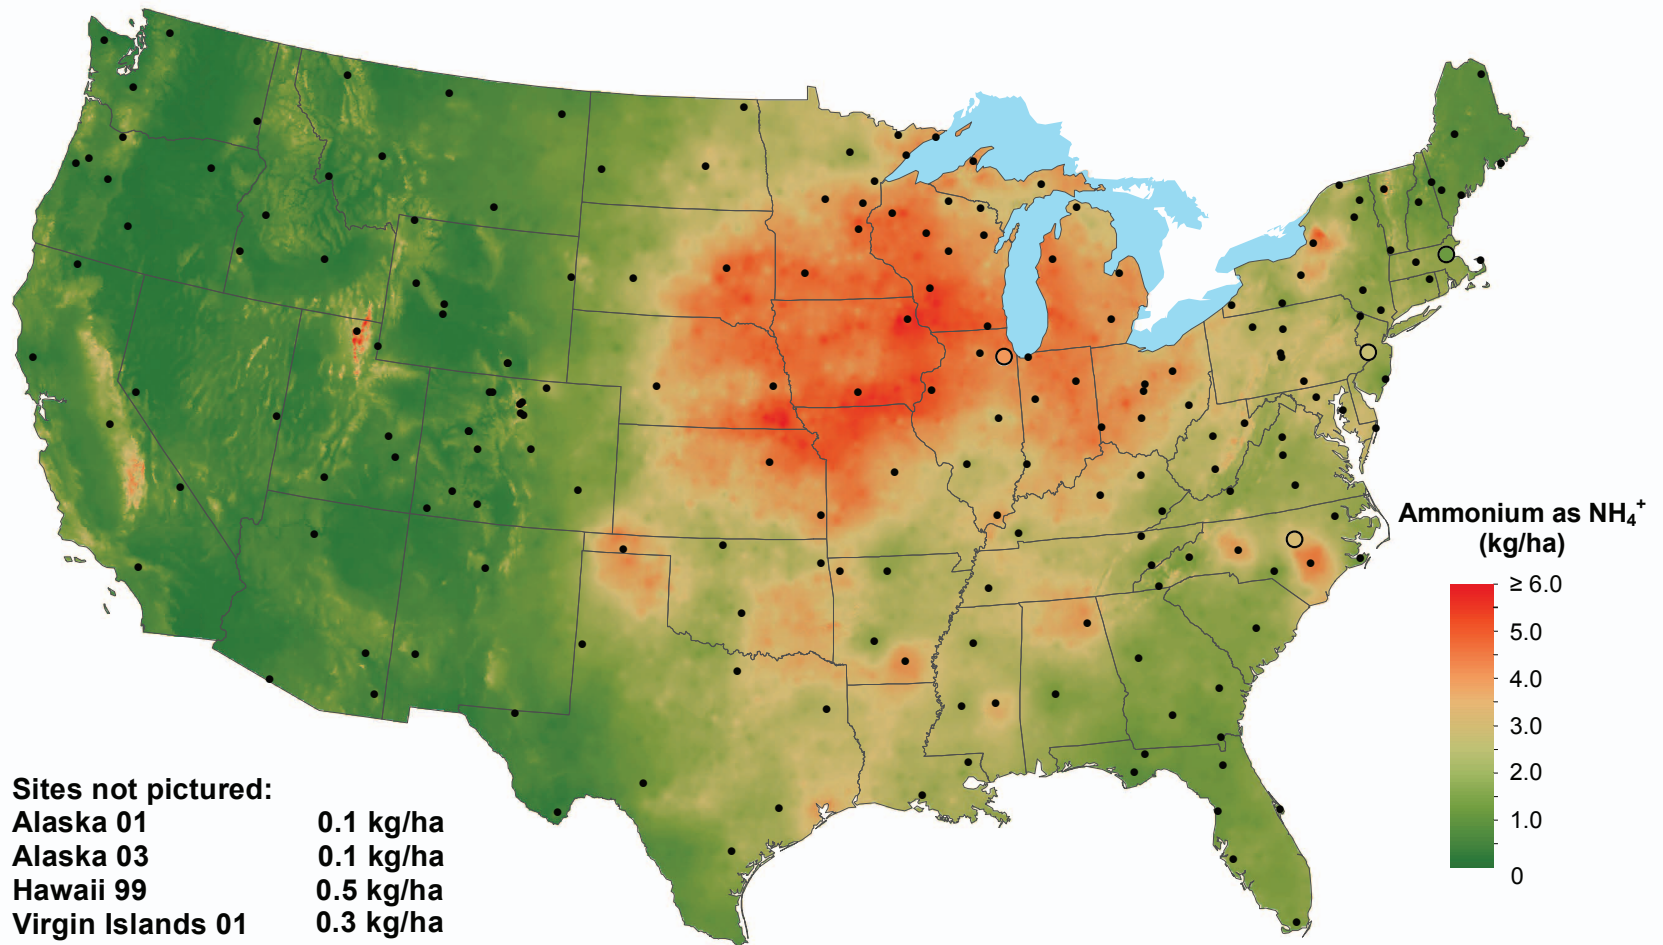 Ammonium as NH₄⁺
(kg/ha)
≥ 6.0
5.0
4.0
3.0
2.0
1.0
0
Sites not pictured:
Alaska 01 0.1 kg/ha
Alaska 03 0.1 kg/ha
Hawaii 99 0.5 kg/ha
Virgin Islands 01 0.3 kg/ha